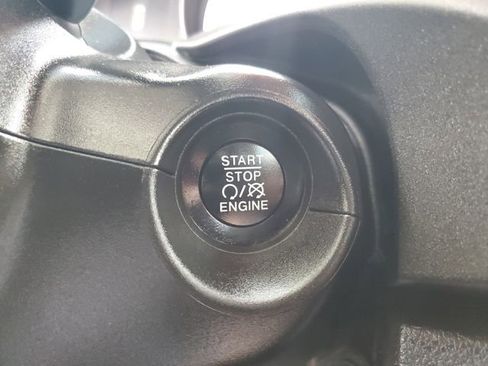 START
STOP
/
ENGINE